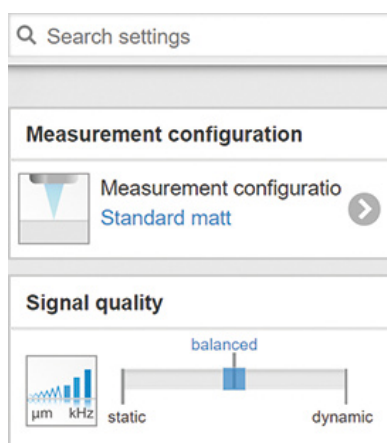 Search settings
Measurement configuration
Measurement configuratio
Standard matt
Signal quality
balanced
µm kHz
static dynamic